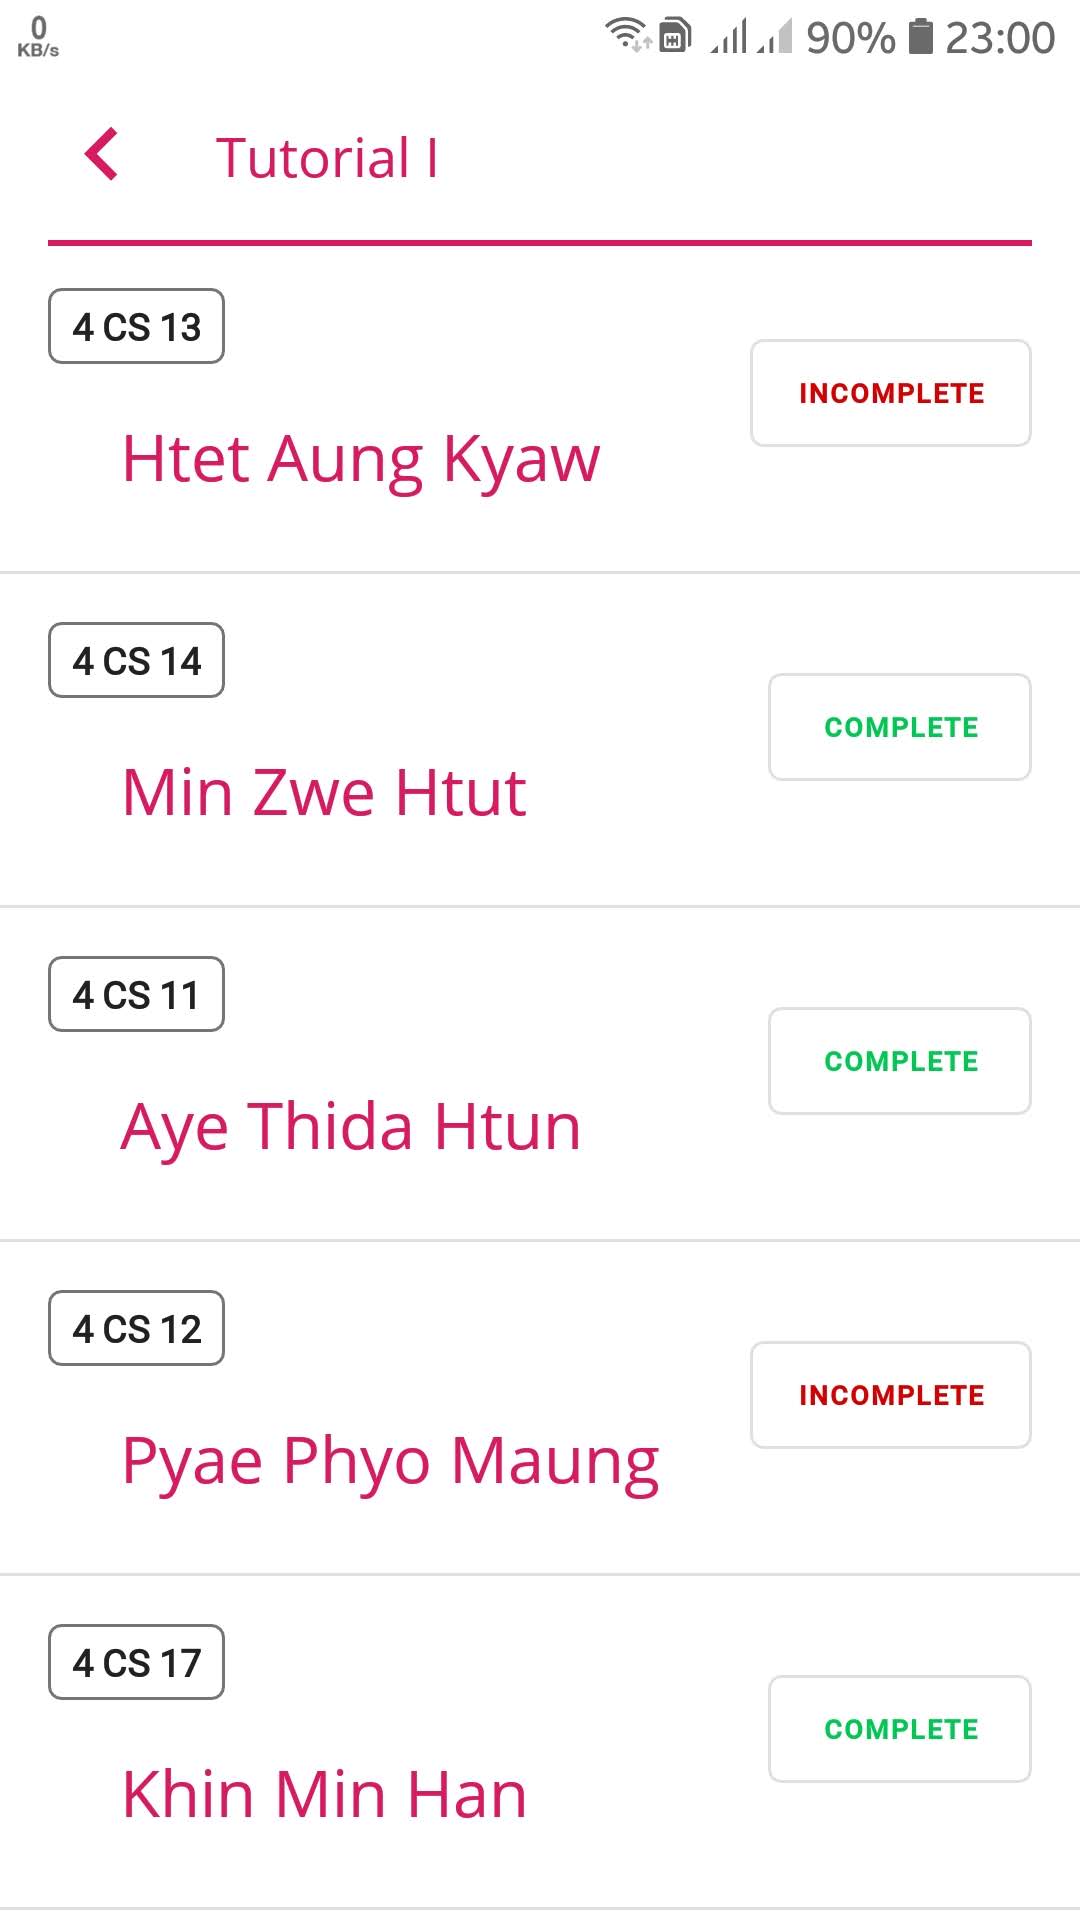 0
KB/s
90% 23:00
Tutorial I
4 CS 13
INCOMPLETE
Htet Aung Kyaw
4 CS 14
COMPLETE
Min Zwe Htut
4 CS 11
COMPLETE
Aye Thida Htun
4 CS 12
INCOMPLETE
Pyae Phyo Maung
4 CS 17
COMPLETE
Khin Min Han